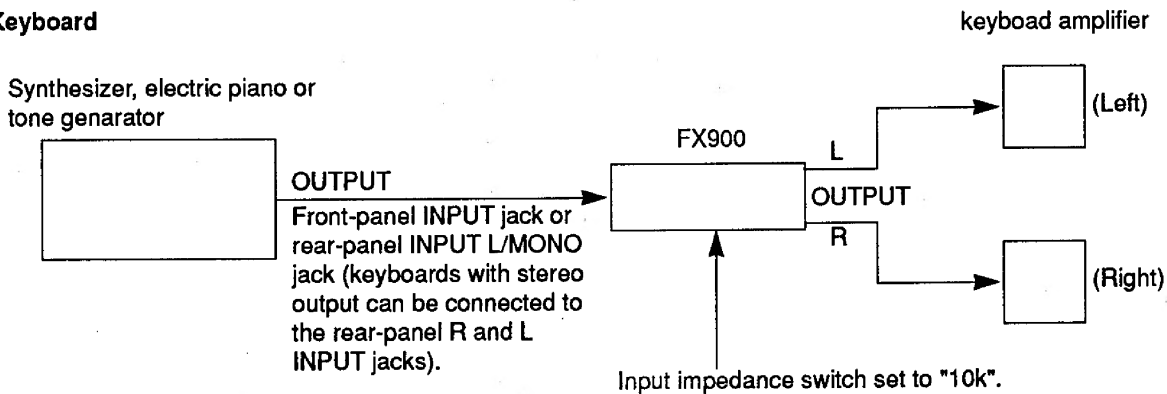 Keyboard
keyboad amplifier
Synthesizer, electric piano or
tone genarator
(Left)
FX900
L
OUTPUT
OUTPUT
R
Front-panel INPUT jack or
rear-panel INPUT L/MONO
jack (keyboards with stereo
output can be connected to
the rear-panel R and L
INPUT jacks).
(Right)
Input impedance switch set to "10k".